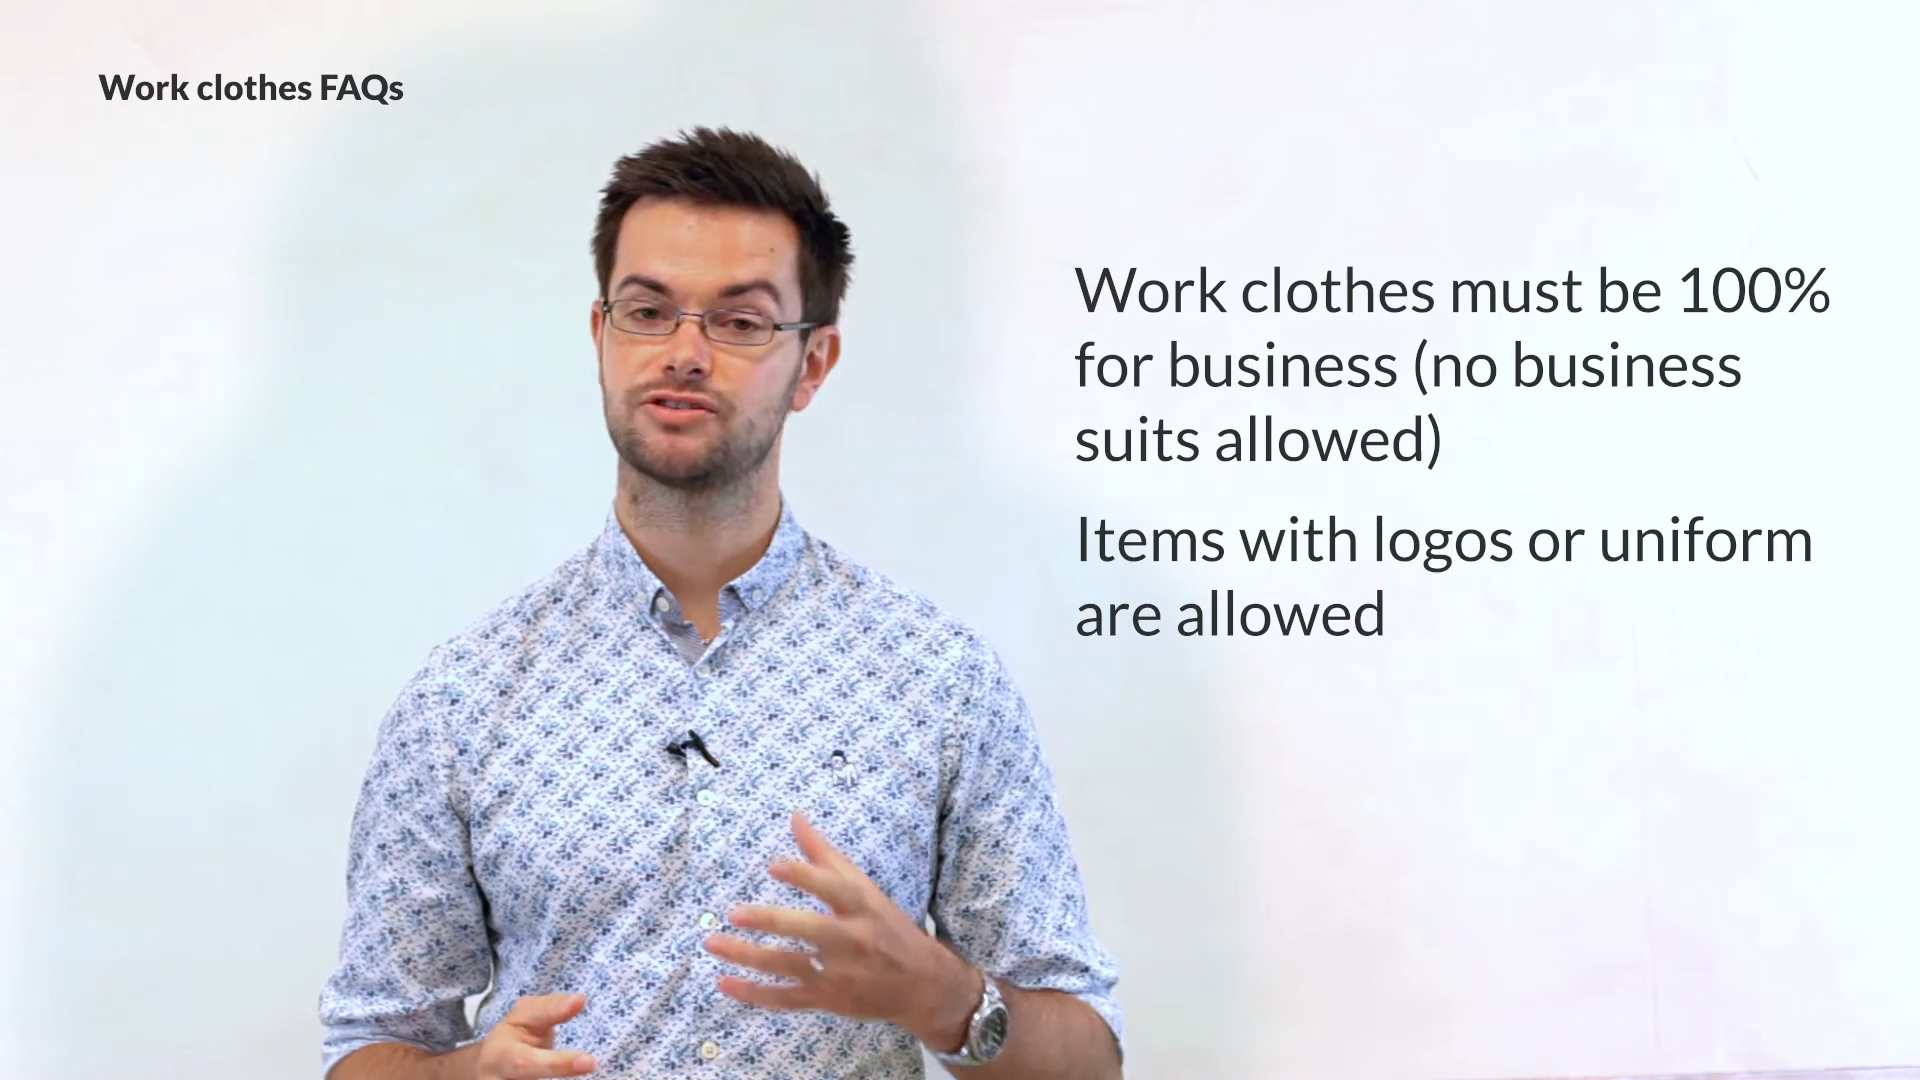 Work clothes FAQs
Work clothes must be 100%
for business (no business
suits allowed)
Items with logos or uniform
are allowed